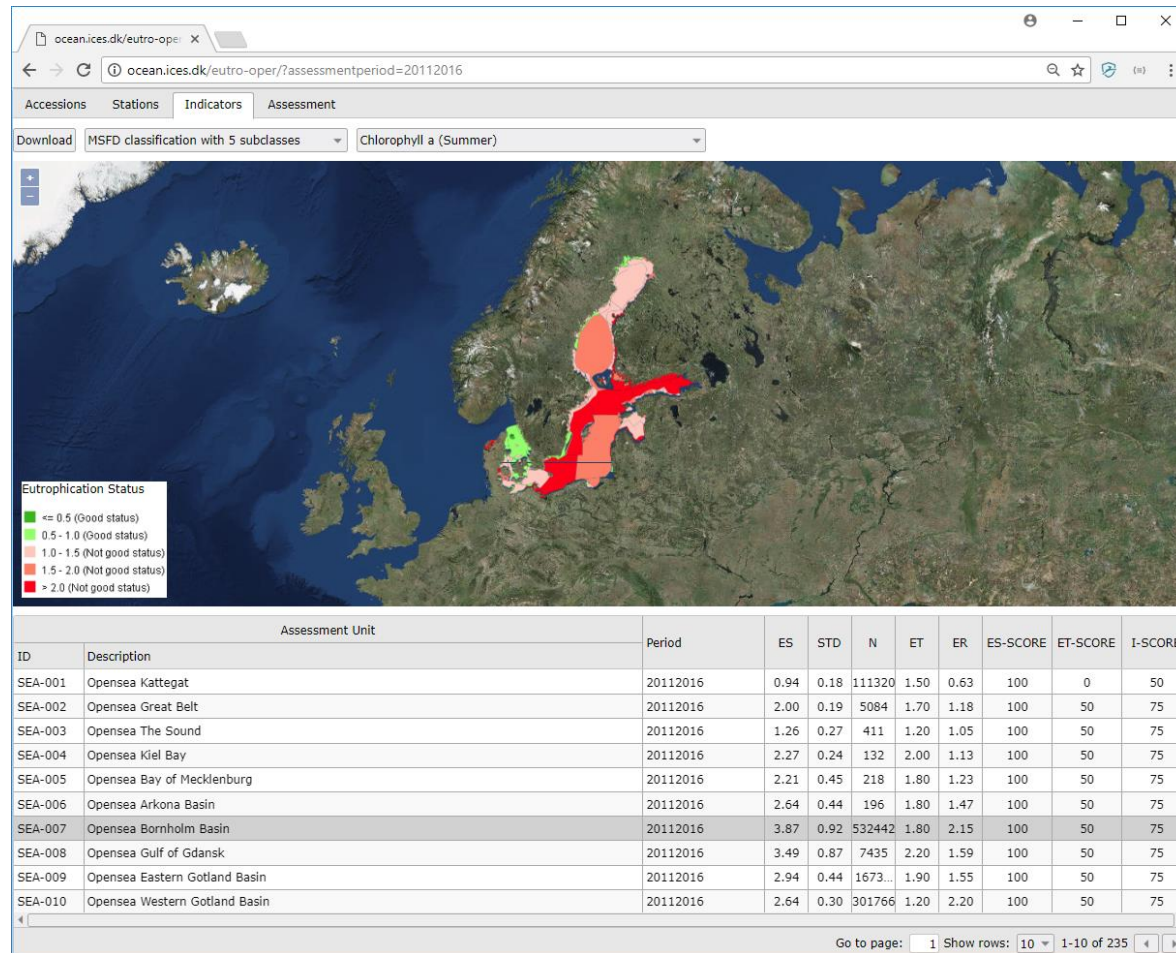 ocean.ices.dk/eutro-oper
ocean.ices.dk/eutro-oper/?assessmentperiod=20112016
Accessions Stations Indicators Assessment
Download MSFD classification with 5 subclasses Chlorophyll a (Summer)
+
−
Eutrophication Status
<= 0.5 (Good status)
0.5 - 1.0 (Good status)
1.0 - 1.5 (Not good status)
1.5 - 2.0 (Not good status)
> 2.0 (Not good status)
Assessment Unit Period ES STD N ET ER ES-SCORE ET-SCORE I-SCORE
ID Description
SEA-001 Opensea Kattegat 20112016 0.94 0.18 111320 1.50 0.63 100 0 50
SEA-002 Opensea Great Belt 20112016 2.00 0.19 5084 1.70 1.18 100 50 75
SEA-003 Opensea The Sound 20112016 1.26 0.27 411 1.20 1.05 100 50 75
SEA-004 Opensea Kiel Bay 20112016 2.27 0.24 132 2.00 1.13 100 50 75
SEA-005 Opensea Bay of Mecklenburg 20112016 2.21 0.45 218 1.80 1.23 100 50 75
SEA-006 Opensea Arkona Basin 20112016 2.64 0.44 196 1.80 1.47 100 50 75
SEA-007 Opensea Bornholm Basin 20112016 3.87 0.92 532442 1.80 2.15 100 50 75
SEA-008 Opensea Gulf of Gdansk 20112016 3.49 0.87 7435 2.20 1.59 100 50 75
SEA-009 Opensea Eastern Gotland Basin 20112016 2.94 0.44 1673... 1.90 1.55 100 50 75
SEA-010 Opensea Western Gotland Basin 20112016 2.64 0.30 301766 1.20 2.20 100 50 75
Go to page: 1 Show rows: 10 1-10 of 235